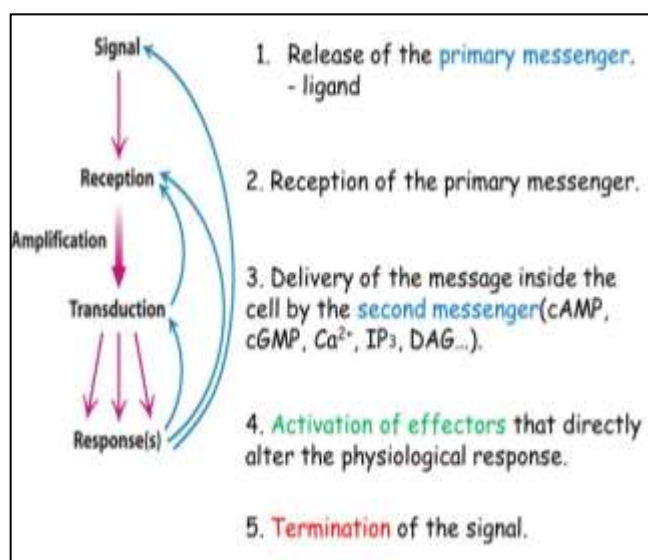 Signal
Reception
Amplification
Transduction
Response(s)
1. Release of the primary messenger.
- ligand
2. Reception of the primary messenger.
3. Delivery of the message inside the
cell by the second messenger(cAMP,
cGMP, Ca²⁺, IP₃, DAG...).
4. Activation of effectors that directly
alter the physiological response.
5. Termination of the signal.